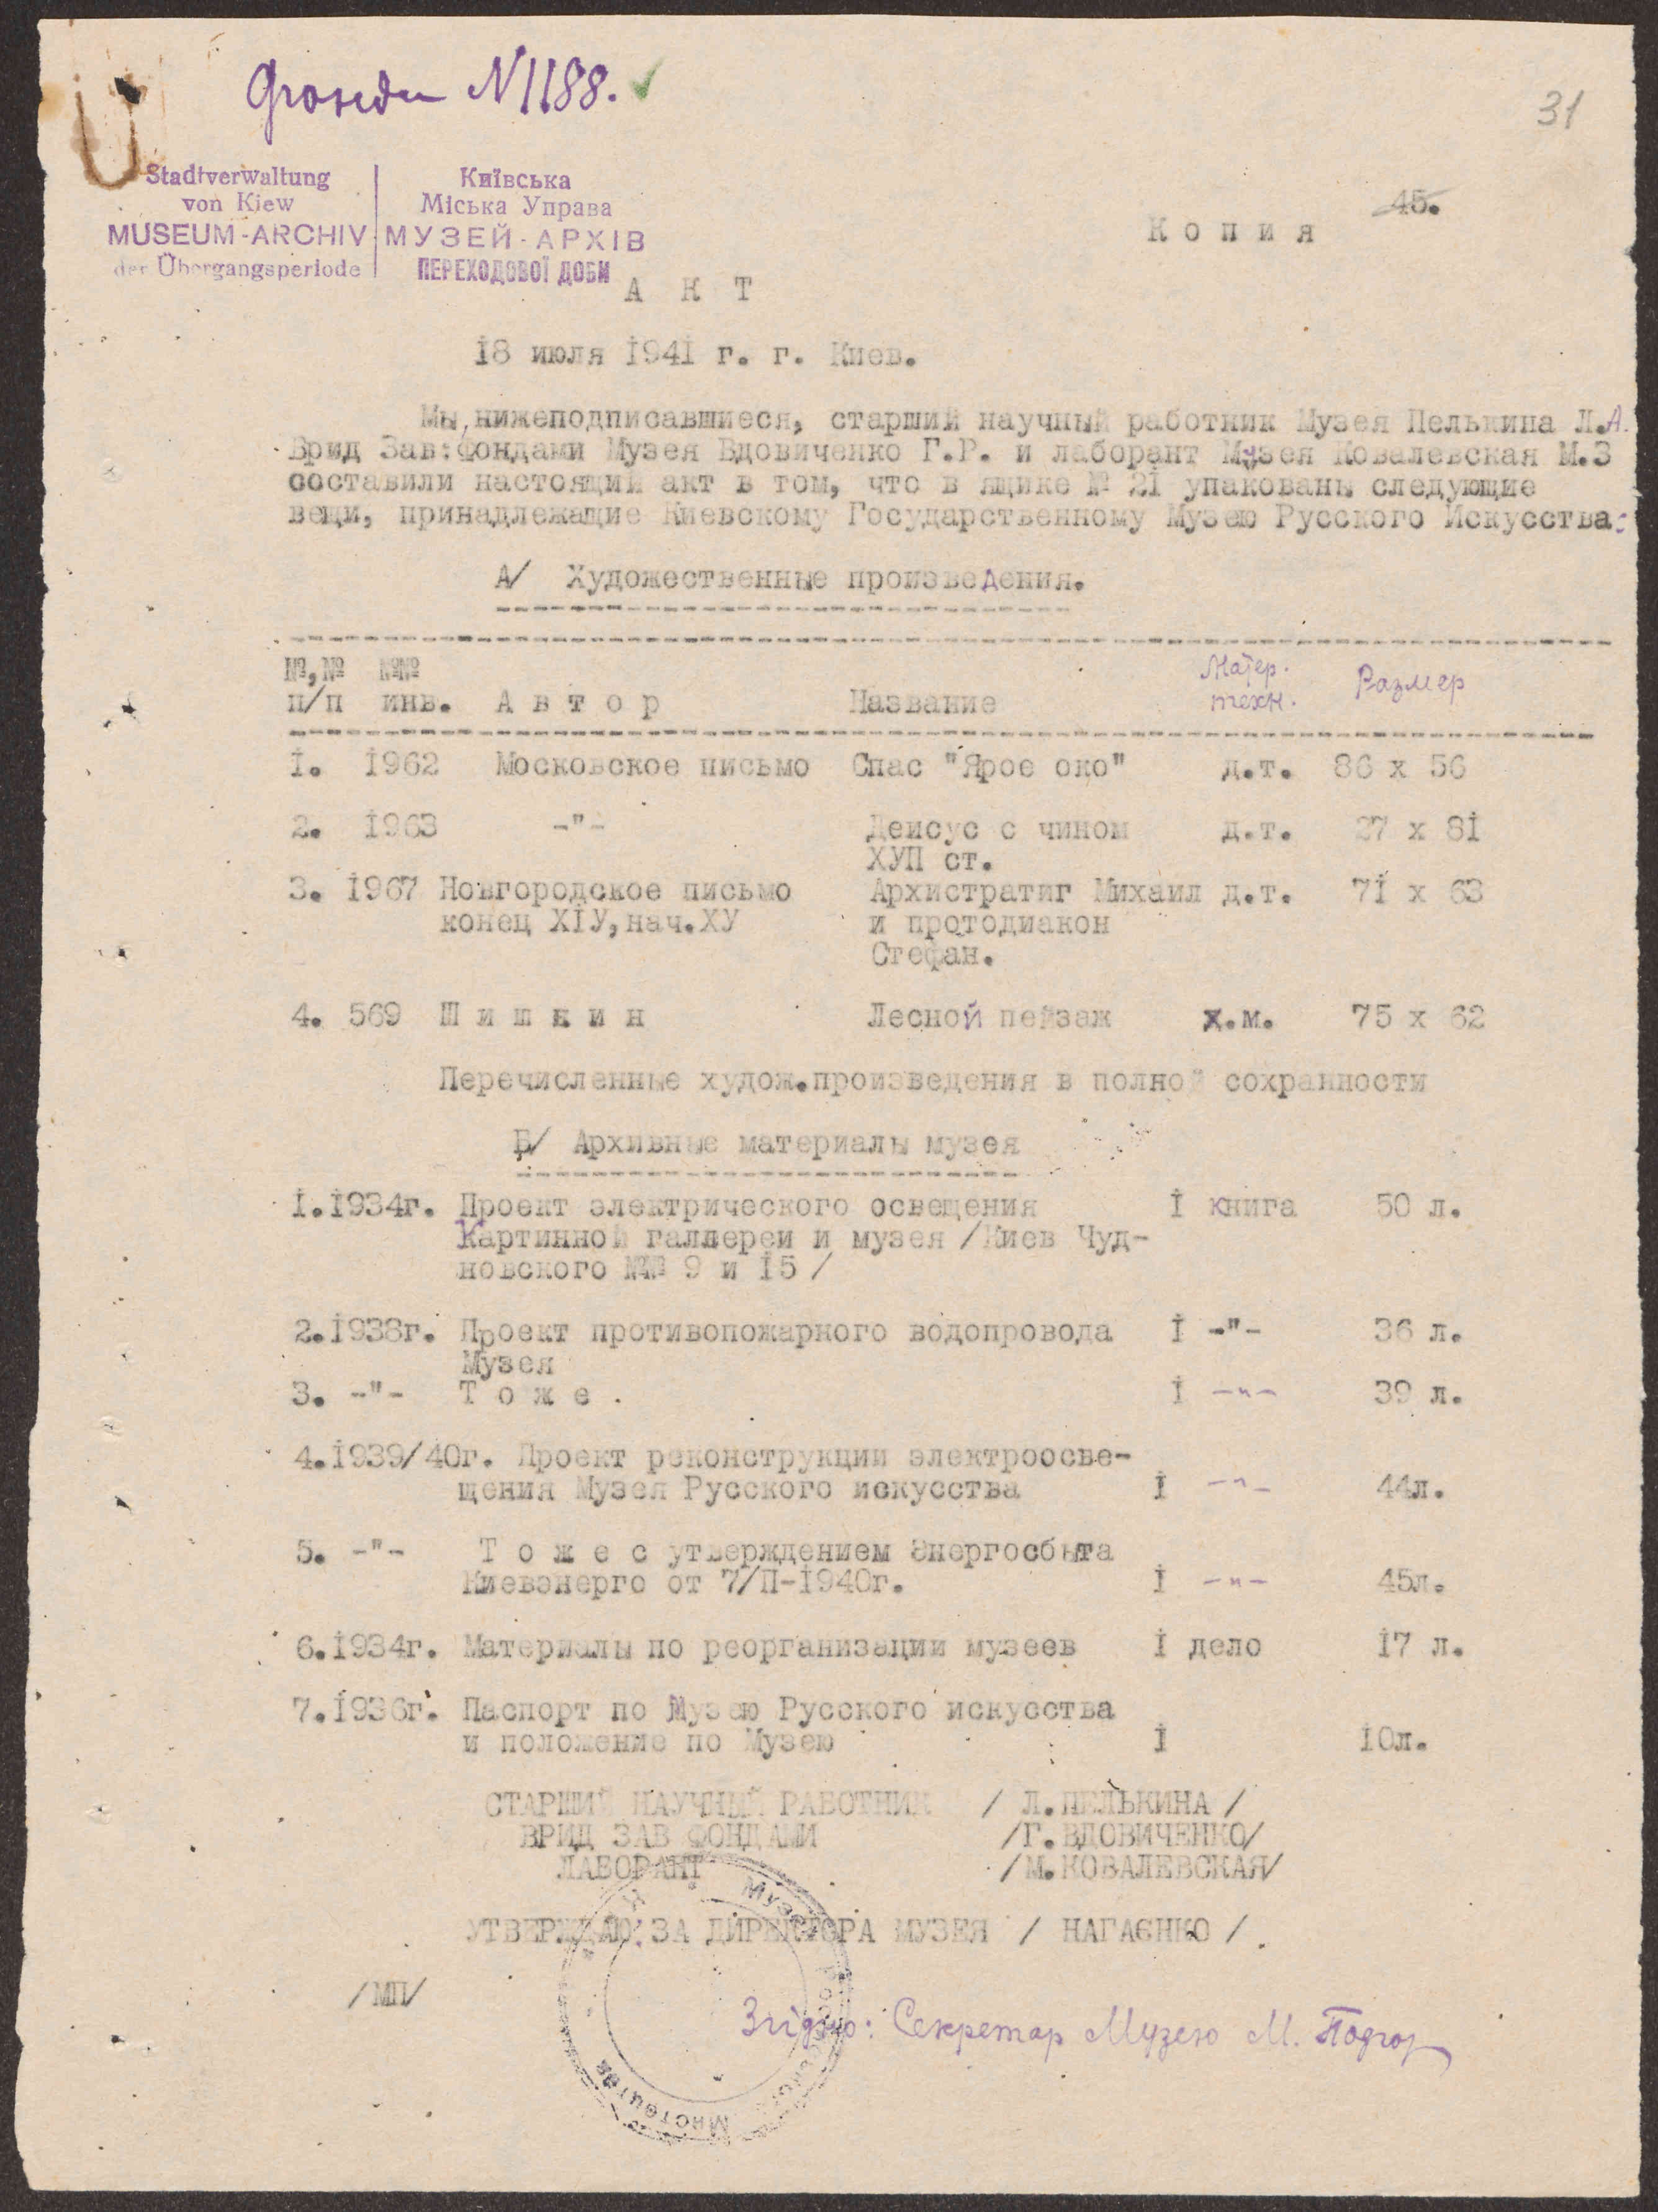 Фонди N1188.
31
Stadtverwaltung
von Kiew
MUSEUM-ARCHIV
der Übergangsperiode
Київська
Міська Управа
МУЗЕЙ-АРХІВ
ПЕРЕХОДОВОЇ ДОБИ
45.
Копия
АКТ
18 июля 1941 г. г. Киев.
Мы, нижеподписавшиеся, старший научный работник Музея Пелькина Л.А.
Врид Зав:фондами Музея Вдовиченко Г.Р. и лаборант Музея Ковалевская М.З
составили настоящий акт в том, что в ящике № 21 упакованы следующие
вещи, принадлежащие Киевскому Государственному Музею Русского Искусства:
А/ Художественные произведения.
№,№ №№ Матер. Размер
п/п инв. Автор Название техн.
1. 1962 Московское письмо Спас "Ярое око" д.т. 86 х 56
2. 1963 -"- Деисус с чином д.т. 27 х 81
ХУП ст.
3. 1967 Новгородское письмо Архистратиг Михаил д.т. 71 х 63
конец ХІУ, нач.ХУ и протодиакон
Стефан.
4. 569 Шишкин Лесной пейзаж х.м. 75 х 62
Перечисленные худож.произведения в полной сохранности
Б/ Архивные материалы музея
1.1934г. Проект электрического освещения 1 книга 50 л.
Картинной галлереи и музея /Киев Чуд-
новского №№ 9 и 15/
2.1938г. Проект противопожарного водопровода 1 -"- 36 л.
Музея
3. -"- Тоже. 1 -"- 39 л.
4.1939/40г. Проект реконструкции электроосве-
щения Музея Русского искусства 1 -"- 44л.
5. -"- Тоже с утверждением Энергосбыта
Киевэнерго от 7/П-1940г. 1 -"- 45л.
6.1934г. Материалы по реорганизации музеев 1 дело 17 л.
7.1936г. Паспорт по Музею Русского искусства
и положение по Музею 1 10л.
СТАРШИЙ НАУЧНЫЙ РАБОТНИК / Л.ПЕЛЬКИНА /
ВРИД ЗАВ ФОНДАМИ /Г.ВДОВИЧЕНКО/
ЛАБОРАНТ /М.КОВАЛЕВСКАЯ/
УТВЕРЖДАЮ: ЗА ДИРЕКТОРА МУЗЕЯ / НАГАЄНКО /.
/МП/
Згідно: Секретар Музею М. Подгор
Музей
Мистецтва